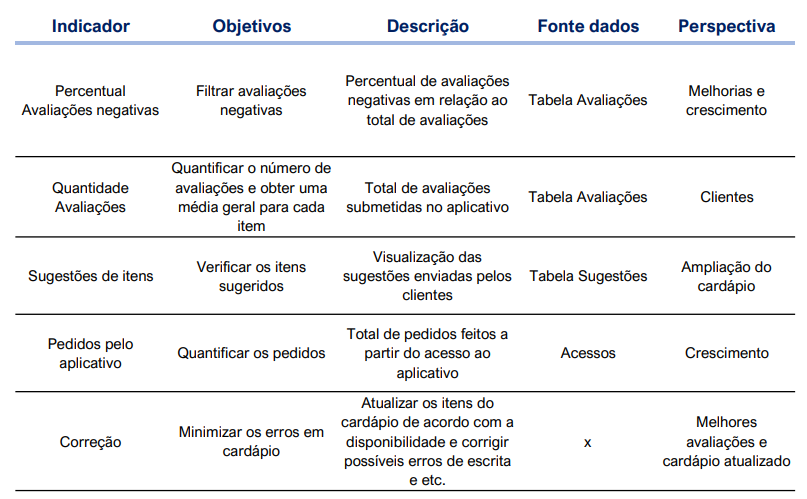 Indicador Objetivos Descrição Fonte dados Perspectiva
Percentual
Avaliações negativas
Filtrar avaliações
negativas
Percentual de avaliações
negativas em relação ao
total de avaliações
Tabela Avaliações
Melhorias e
crescimento
Quantidade
Avaliações
Quantificar o número de
avaliações e obter uma
média geral para cada
item
Total de avaliações
submetidas no aplicativo
Tabela Avaliações
Clientes
Sugestões de itens
Verificar os itens
sugeridos
Visualização das
sugestões enviadas pelos
clientes
Tabela Sugestões
Ampliação do
cardápio
Pedidos pelo
aplicativo
Quantificar os pedidos
Total de pedidos feitos a
partir do acesso ao
aplicativo
Acessos
Crescimento
Correção
Minimizar os erros em
cardápio
Atualizar os itens do
cardápio de acordo com a
disponibilidade e corrigir
possíveis erros de escrita
e etc.
x
Melhores
avaliações e
cardápio atualizado